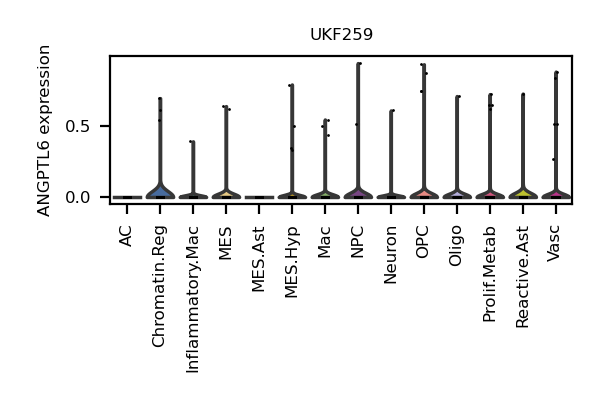 UKF259
ANGPTL6 expression
0.5
0.0
AC
Chromatin.Reg
Inflammatory.Mac
MES
MES.Ast
MES.Hyp
Mac
NPC
Neuron
OPC
Oligo
Prolif.Metab
Reactive.Ast
Vasc